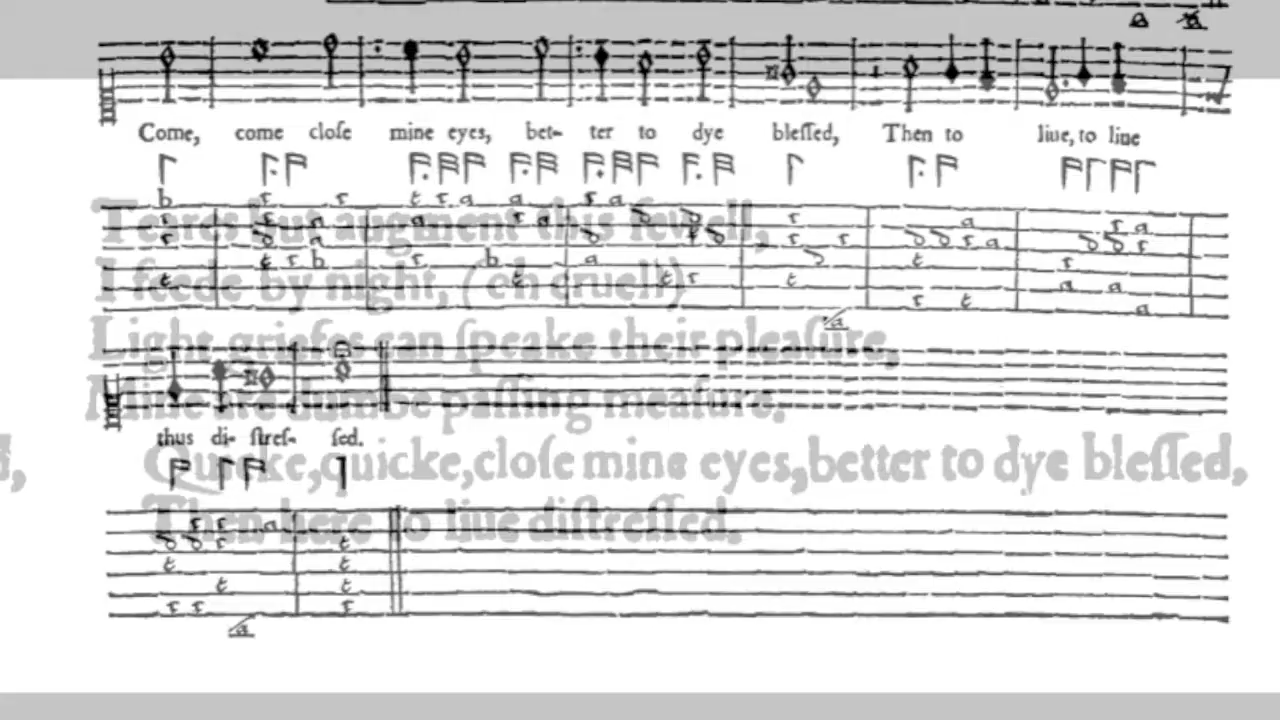 Come, come cloſe mine eyes, bet- ter to dye bleſſed, Then to liue, to liue
Teares but augment this fewell,
I feede by night, (oh cruell)
Light griefes can ſpeake their pleaſure,
Mine are dumbe paſſing meaſure.
thus di- ſtreſ- ſed.
Quicke, quicke, cloſe mine eyes, better to dye bleſſed,
Then here to liue diſtreſſed.